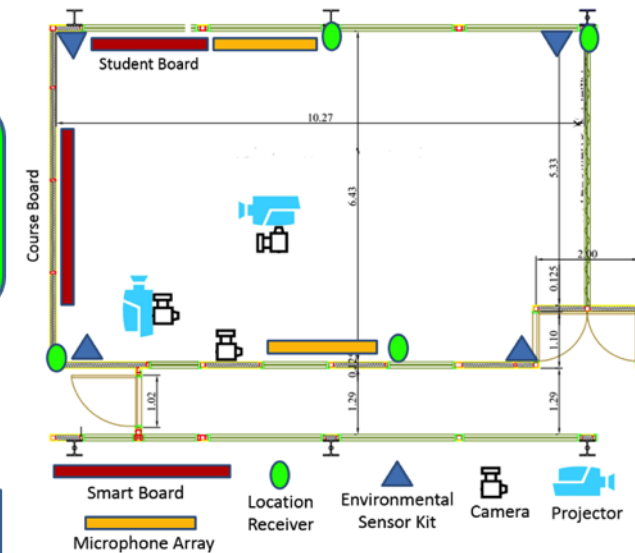 Student Board
10.27
Course Board
6.43
5.33
2.00
0.125
1.10
0.125
1.29
1.29
1.02
Smart Board
Microphone Array
Location
Receiver
Environmental
Sensor Kit
Camera
Projector